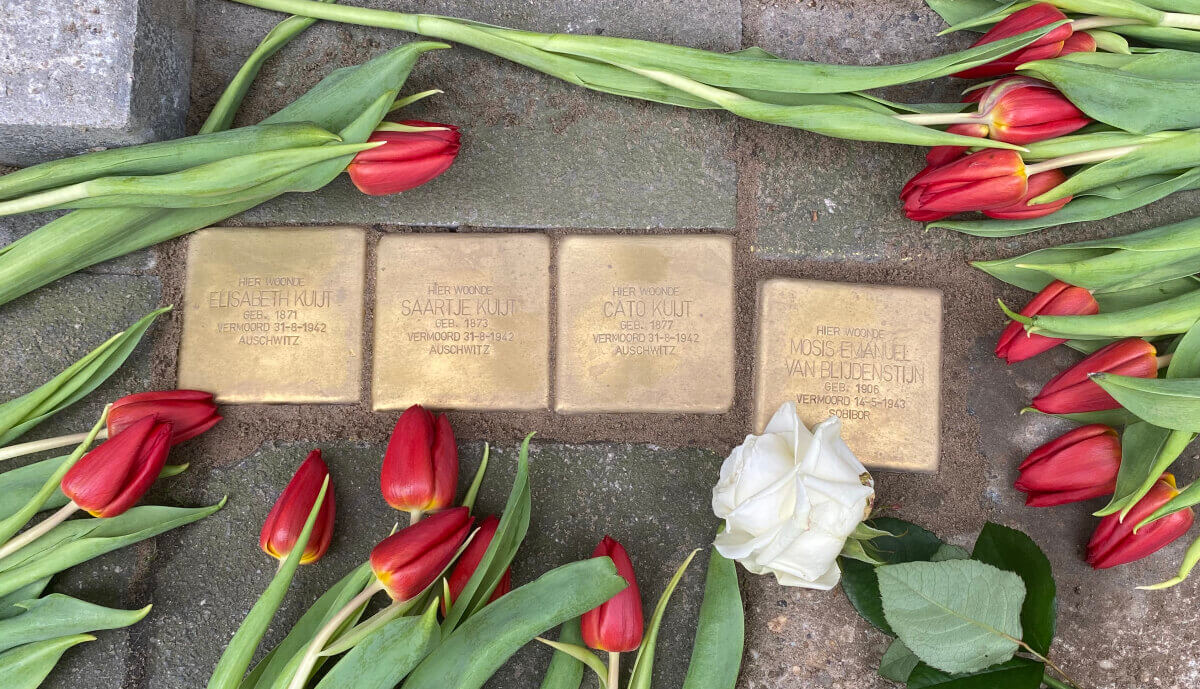 HIER WOONDE
ELISABETH KUIJT
GEB. 1871
VERMOORD 31-8-1942
AUSCHWITZ
HIER WOONDE
SAARTJE KUIJT
GEB. 1873
VERMOORD 31-8-1942
AUSCHWITZ
HIER WOONDE
CATO KUIJT
GEB. 1877
VERMOORD 31-8-1942
AUSCHWITZ
HIER WOONDE
MOSIS EMANUEL
VAN BLIJDENSTIJN
GEB. 1906
VERMOORD 14-5-1943
SOBIBOR